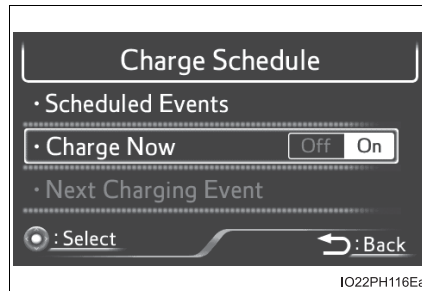 Charge Schedule
· Scheduled Events
· Charge Now Off On
· Next Charging Event
: Select : Back
IO22PH116Ea